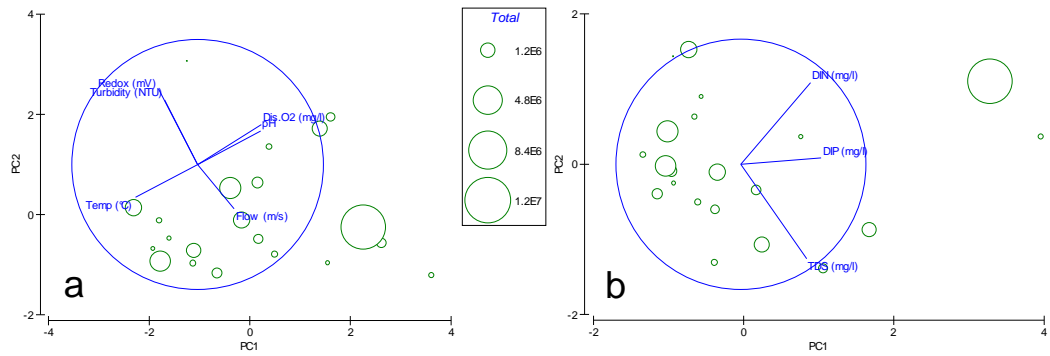 4
2
0
-2
PC2
-4
-2
0
2
4
PC1
Redox (mV)
Turbidity (NTU)
Dis.O2 (mg/l)
pH
Temp (°C)
Flow (m/s)
a
Total
1.2E6
4.8E6
8.4E6
1.2E7
2
0
-2
PC2
-2
0
2
4
PC1
DIN (mg/l)
DIP (mg/l)
TDS (mg/l)
b